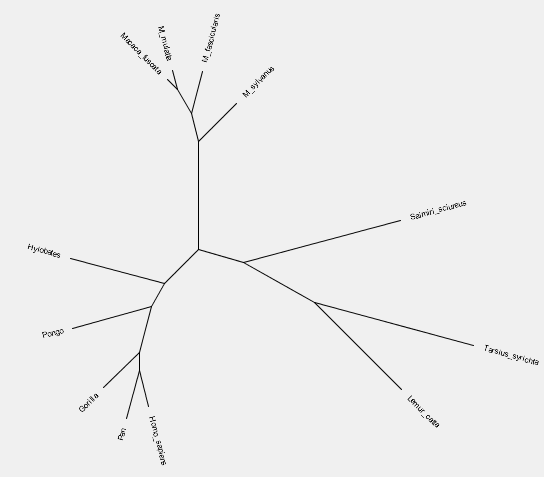 M_fascicularis
M_mulatta
Macaca_fuscata
M_sylvanus
Saimiri_sciureus
Hylobates
Pongo
Tarsius_syrichta
Gorilla
Lemur_catta
Pan
Homo_sapiens